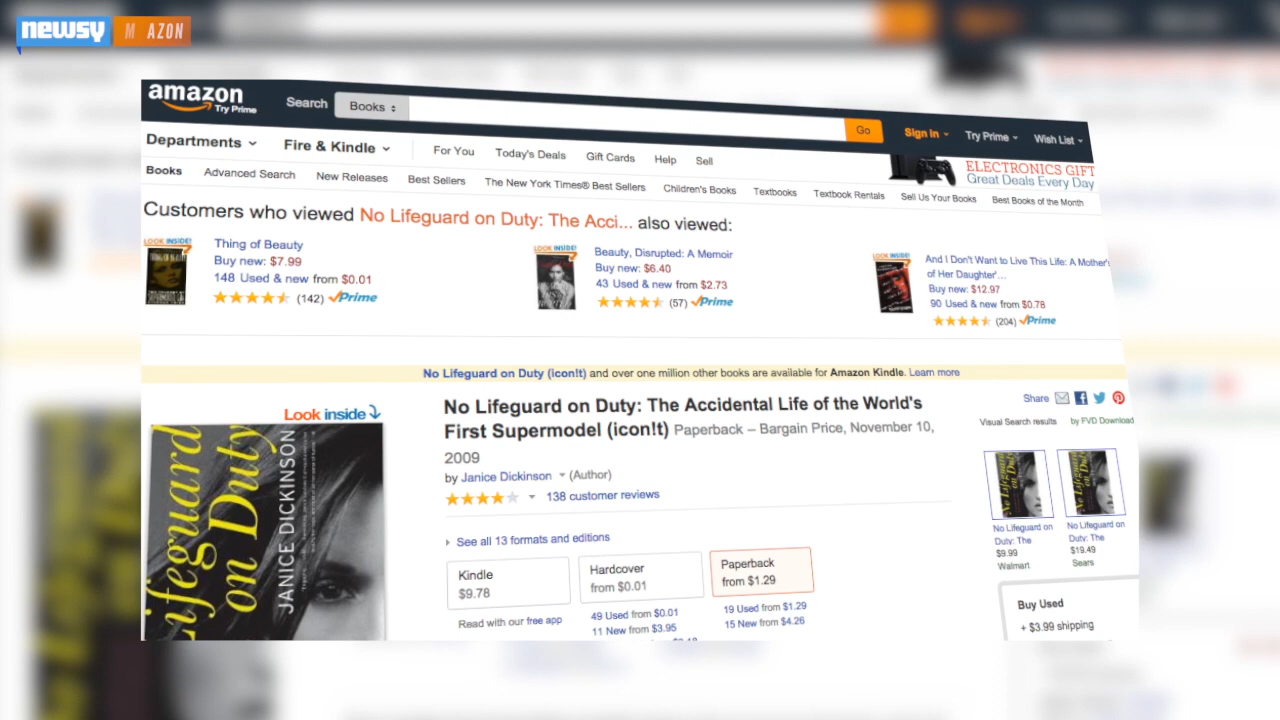 newsy M AZON
amazon
Try Prime
Search Books Go
Sign In Try Prime Wish List
Departments Fire & Kindle For You Today's Deals Gift Cards Help Sell
ELECTRONICS GIFT
Great Deals Every Day
Books Advanced Search New Releases Best Sellers The New York Times® Best Sellers Children's Books Textbooks Textbook Rentals Sell Us Your Books Best Books of the Month
Customers who viewed No Lifeguard on Duty: The Acci... also viewed:
LOOK INSIDE!
Thing of Beauty
Buy new: $7.99
148 Used & new from $0.01
(142) Prime
LOOK INSIDE!
Beauty, Disrupted: A Memoir
Buy new: $6.40
43 Used & new from $2.73
(57) Prime
LOOK INSIDE!
And I Don't Want to Live This Life: A Mother's
of Her Daughter'...
Buy new: $12.97
90 Used & new from $0.78
(204) Prime
No Lifeguard on Duty (icon!t) and over one million other books are available for Amazon Kindle. Learn more
Look inside
Lifeguard
on Duty
JANICE DICKINSON
No Lifeguard on Duty: The Accidental Life of the World's
First Supermodel (icon!t) Paperback – Bargain Price, November 10,
2009
by Janice Dickinson (Author)
138 customer reviews
See all 13 formats and editions
Kindle
$9.78
Read with our free app
Hardcover
from $0.01
49 Used from $0.01
11 New from $3.95
Paperback
from $1.29
19 Used from $1.29
15 New from $4.26
Share
Visual Search results by FVD Download
No Lifeguard on
Duty: The
$9.99
Walmart
No Lifeguard on
Duty: The
$19.49
Sears
Buy Used
+ $3.99 shipping